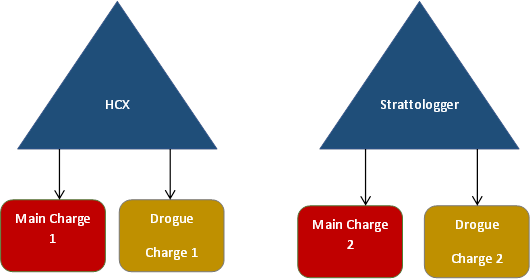 HCX
Strattologger
Main Charge
1
Drogue
Charge 1
Main Charge
2
Drogue
Charge 2